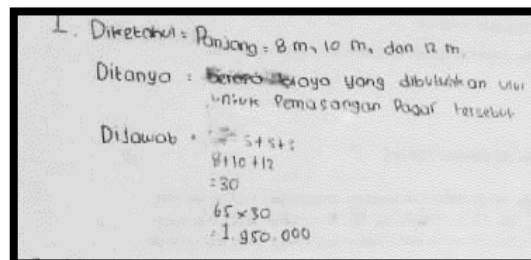 1. Diketahui = Panjang = 8 m, 10 m, dan 12 m.
Ditanya : biaya yang dibutuhkan
untuk Pemasangan Pagar tersebut
Dijawab : s+s+s
8+10+12
=30
65 x 30
=1.950.000